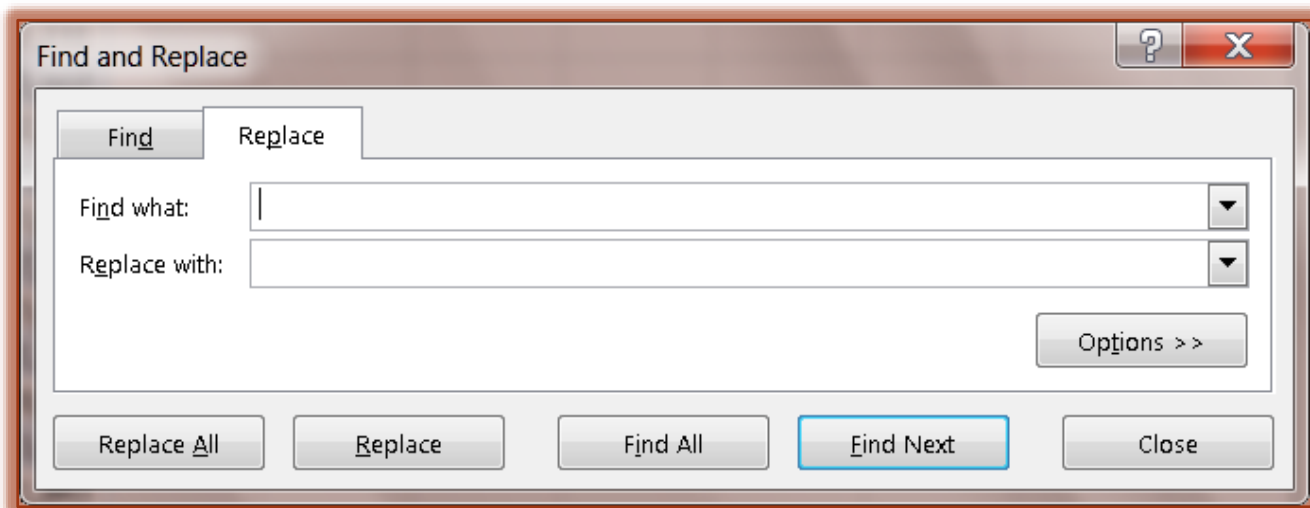 Find and Replace
Find Replace
Find what:
Replace with:
Options >>
Replace All Replace Find All Find Next Close